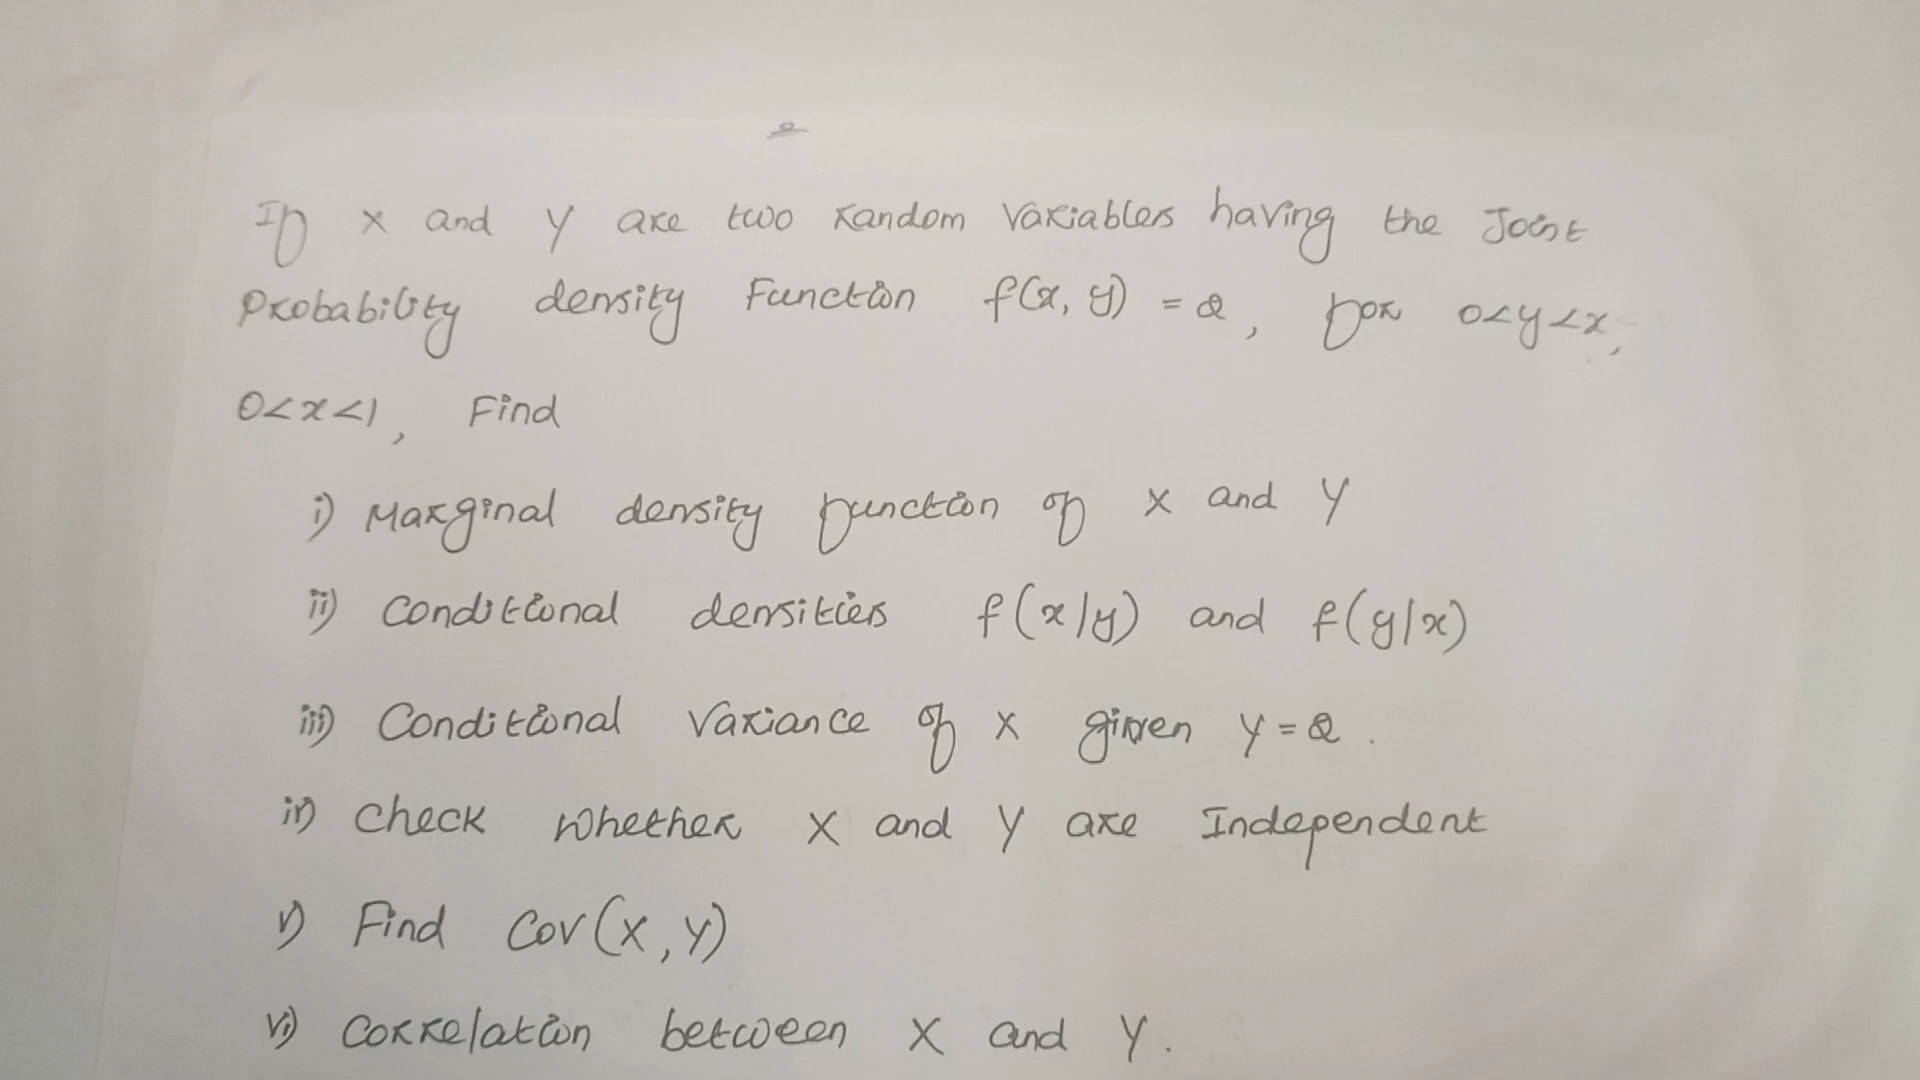 If X and Y are two random variables having the Joint
Probability density Function f(x, y) = 2, for 0<y<x,
0<x<1, Find
i) Marginal density function of X and Y
ii) Conditional densities f(x/y) and f(y/x)
iii) Conditional Variance of X given Y = 2.
iv) Check whether X and Y are Independent
v) Find Cov(X, Y)
vi) Correlation between X and Y.